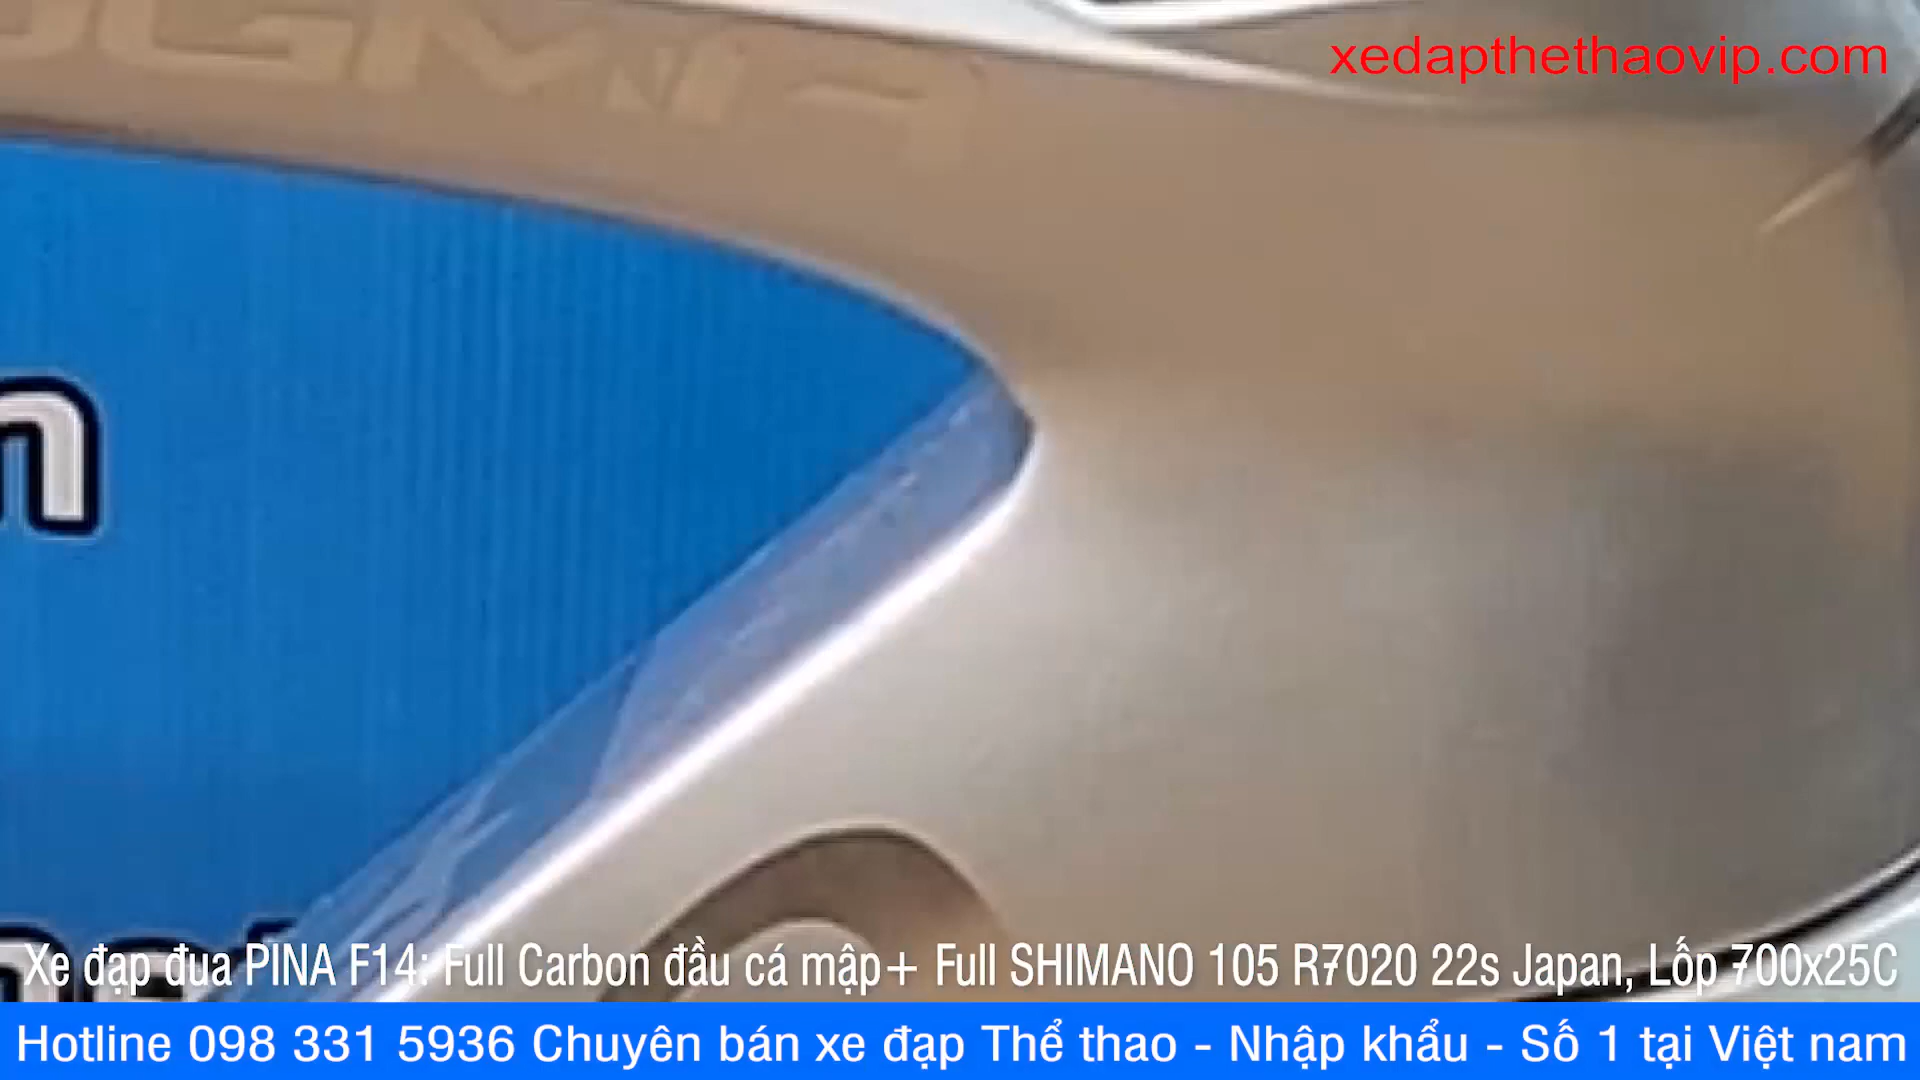 xedapthethaovip.com
Xe đạp đua PINA F14: Full Carbon đầu cá mập+ Full SHIMANO 105 R7020 22s Japan, Lốp 700x25C
Hotline 098 331 5936 Chuyên bán xe đạp Thể thao - Nhập khẩu - Số 1 tại Việt nam